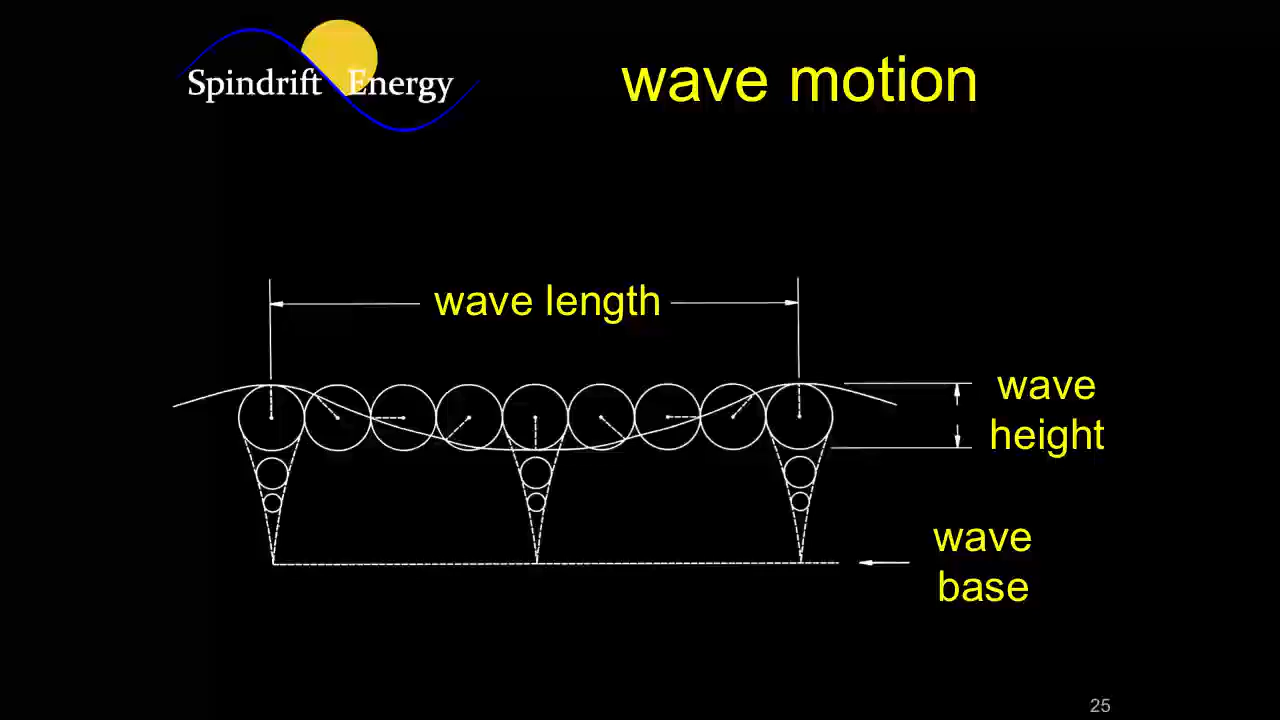 Spindrift Energy
wave motion
wave length
wave
height
wave
base
25